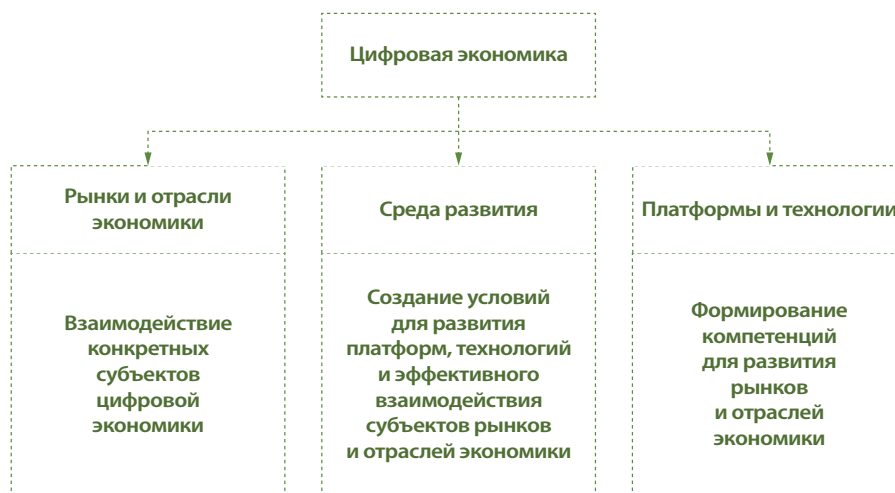 Цифровая экономика
Рынки и отрасли
экономики
Среда развития
Платформы и технологии
Взаимодействие
конкретных
субъектов
цифровой
экономики
Создание условий
для развития
платформ, технологий
и эффективного
взаимодействия
субъектов рынков
и отраслей экономики
Формирование
компетенций
для развития
рынков
и отраслей
экономики